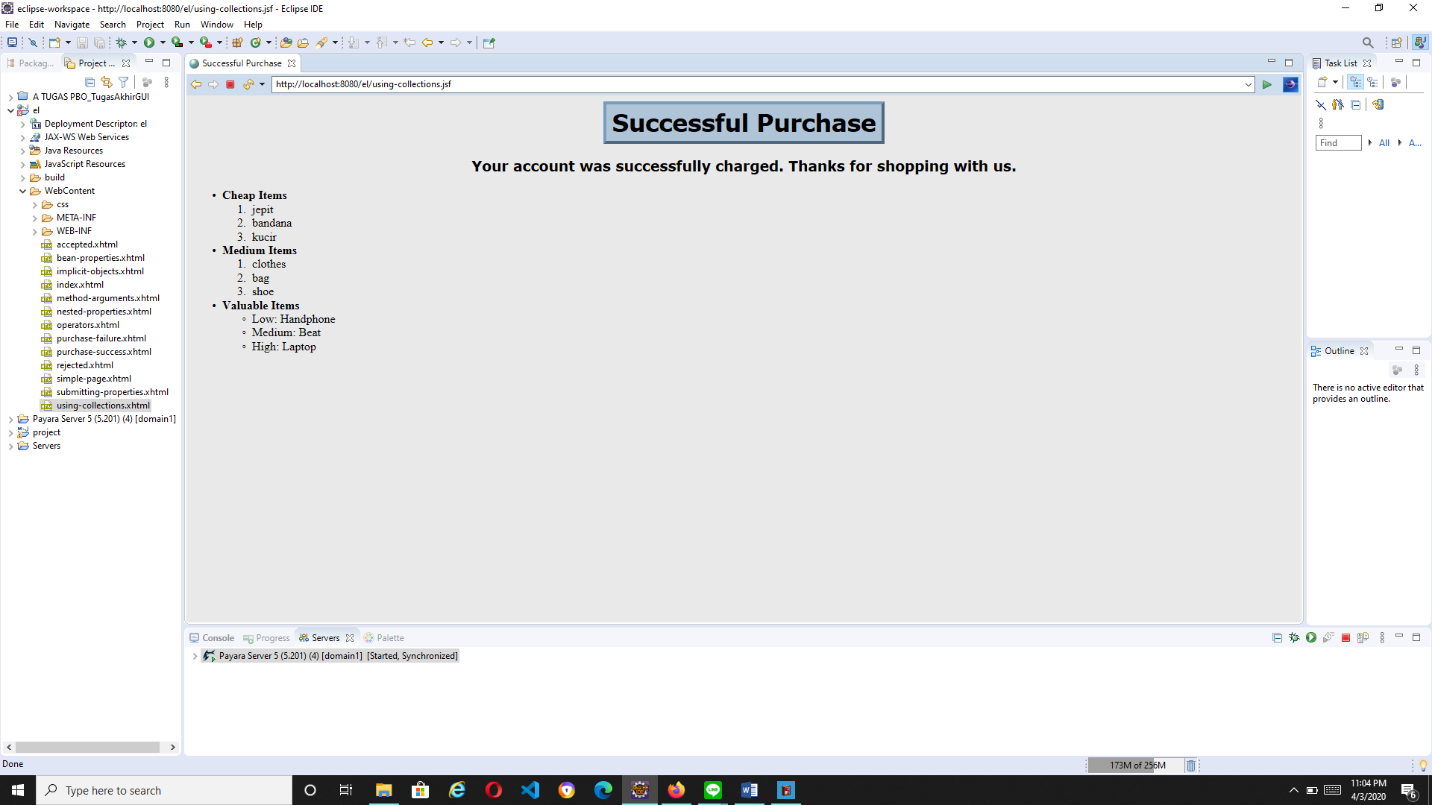 eclipse-workspace - http://localhost:8080/el/using-collections.jsf - Eclipse IDE
File Edit Navigate Search Project Run Window Help
Packag... Project ...
A TUGAS PBO_TugasAkhirGUI
el
Deployment Descriptor: el
JAX-WS Web Services
Java Resources
JavaScript Resources
build
WebContent
css
META-INF
WEB-INF
accepted.xhtml
bean-properties.xhtml
implicit-objects.xhtml
index.xhtml
method-arguments.xhtml
nested-properties.xhtml
operators.xhtml
purchase-failure.xhtml
purchase-success.xhtml
rejected.xhtml
simple-page.xhtml
submitting-properties.xhtml
using-collections.xhtml
Payara Server 5 (5.201) (4) [domain1]
project
Servers
Successful Purchase
http://localhost:8080/el/using-collections.jsf
Successful Purchase
Your account was successfully charged. Thanks for shopping with us.
• Cheap Items
1. jepit
2. bandana
3. kucir
• Medium Items
1. clothes
2. bag
3. shoe
• Valuable Items
◦ Low: Handphone
◦ Medium: Beat
◦ High: Laptop
Task List
Find All A...
Outline
There is no active editor that
provides an outline.
Console Progress Servers Palette
Payara Server 5 (5.201) (4) [domain1] [Started, Synchronized]
Done
173M of 256M
Type here to search
11:04 PM
4/3/2020
6